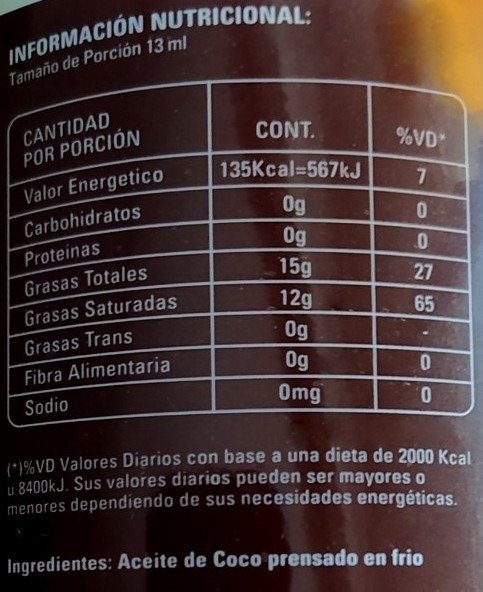 INFORMACIÓN NUTRICIONAL:
Tamaño de Porción 13 ml
CANTIDAD POR PORCIÓN CONT. %VD*
Valor Energetico 135Kcal=567kJ 7
Carbohidratos 0g 0
Proteínas 0g 0
Grasas Totales 15g 27
Grasas Saturadas 12g 65
Grasas Trans 0g -
Fibra Alimentaria 0g 0
Sodio 0mg 0
(*)%VD Valores Diarios con base a una dieta de 2000 Kcal
u 8400kJ. Sus valores diarios pueden ser mayores o
menores dependiendo de sus necesidades energéticas.
Ingredientes: Aceite de Coco prensado en frio